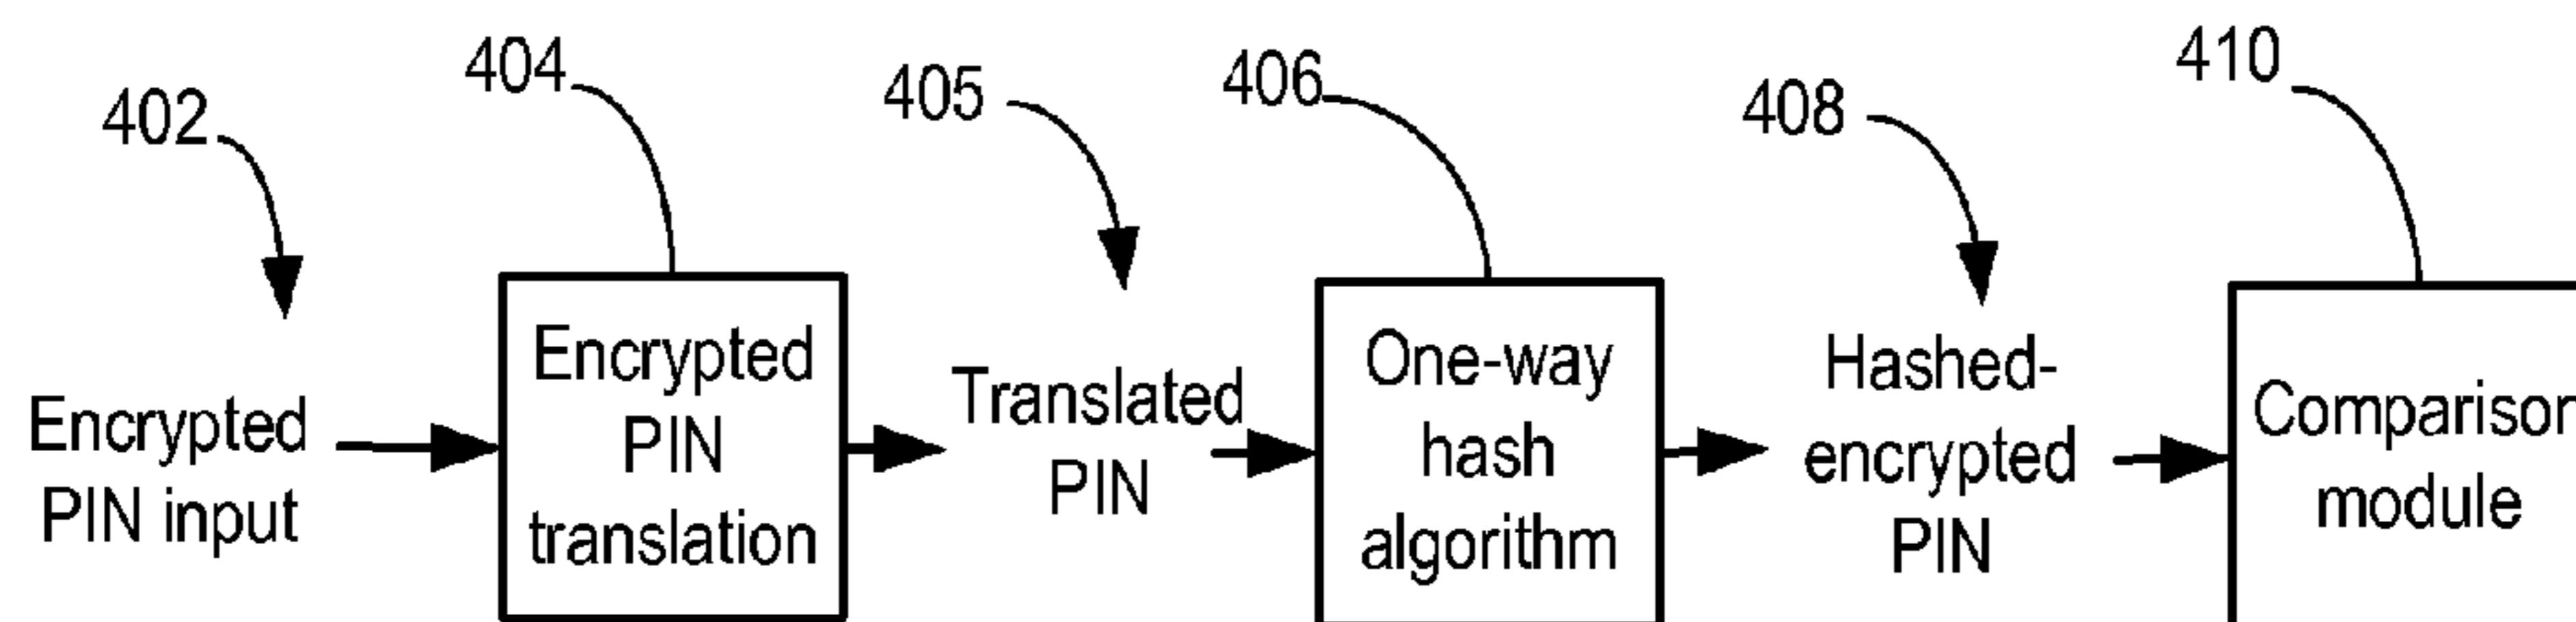 402
404
405
406
408
410
Encrypted
PIN input
Encrypted
PIN
translation
Translated
PIN
One-way
hash
algorithm
Hashed-
encrypted
PIN
Comparison
module